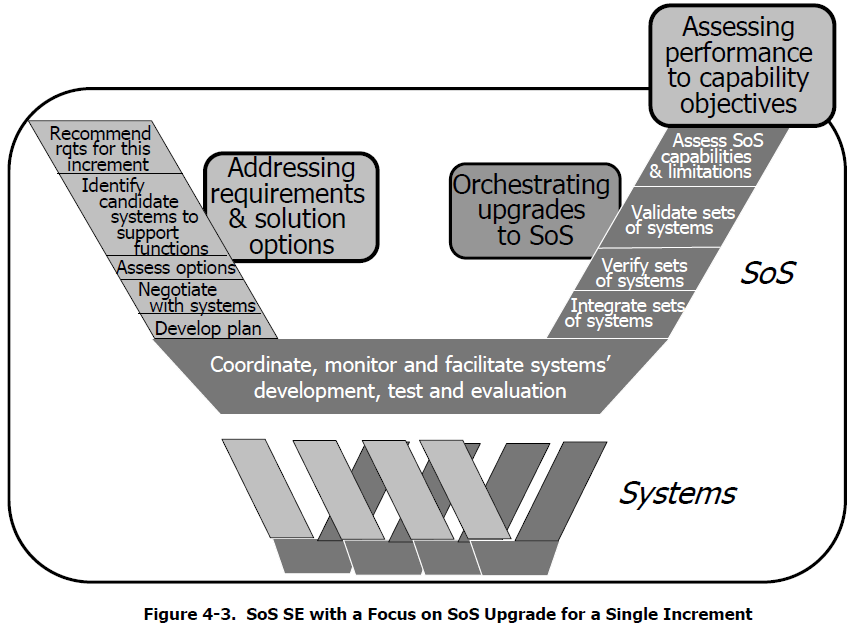 Assessing
performance
to capability
objectives
Recommend
rqts for this
increment
Identify
candidate
systems to
support
functions
Assess options
Negotiate
with systems
Develop plan
Addressing
requirements
& solution
options
Orchestrating
upgrades
to SoS
Assess SoS
capabilities
& limitations
Validate sets
of systems
Verify sets
of systems
Integrate sets
of systems
SoS
Coordinate, monitor and facilitate systems’
development, test and evaluation
Systems
Figure 4-3. SoS SE with a Focus on SoS Upgrade for a Single Increment